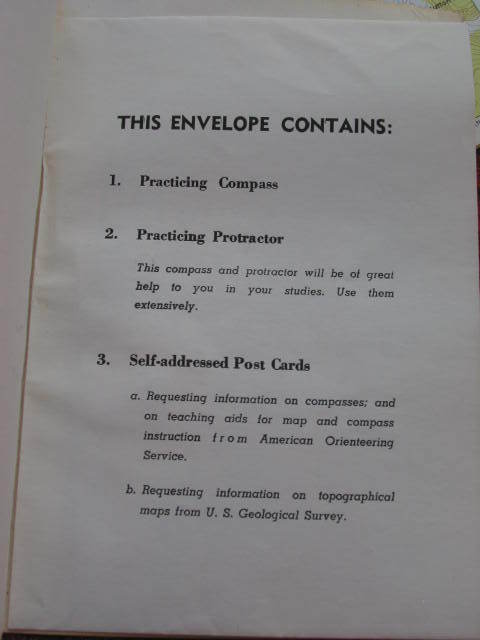 THIS ENVELOPE CONTAINS:
1. Practicing Compass
2. Practicing Protractor
This compass and protractor will be of great
help to you in your studies. Use them
extensively.
3. Self-addressed Post Cards
a. Requesting information on compasses; and
on teaching aids for map and compass
instruction from American Orienteering
Service.
b. Requesting information on topographical
maps from U. S. Geological Survey.